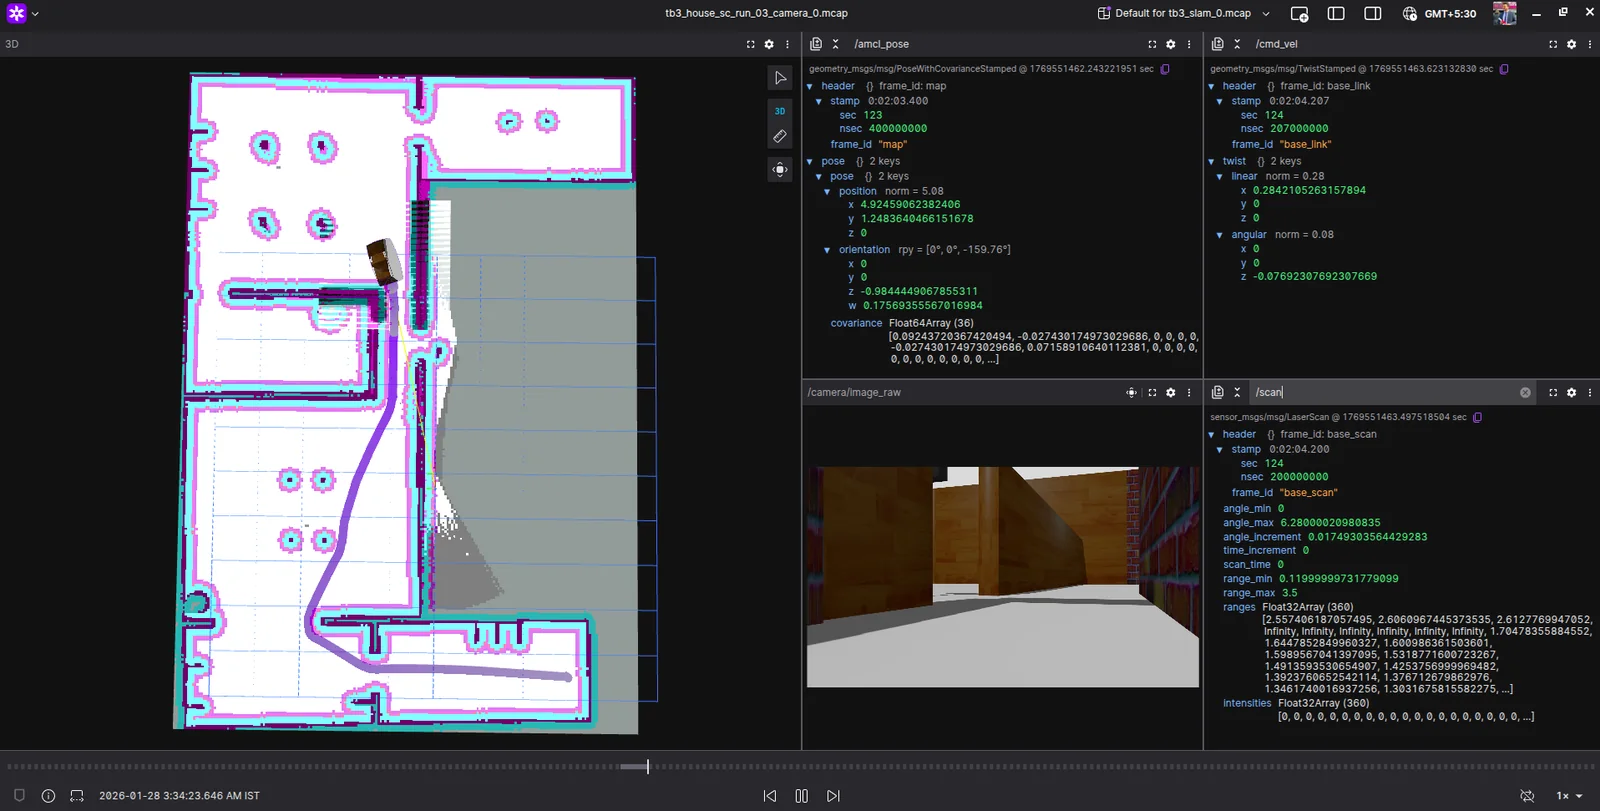 tb3_house_sc_run_03_camera_0.mcap
Default for tb3_slam_0.mcap
GMT+5:30
3D
3D
/amcl_pose
geometry_msgs/msg/PoseWithCovarianceStamped @ 1769551462.243221951 sec
header {} frame_id: map
stamp 0:02:03.400
sec 123
nsec 400000000
frame_id "map"
pose {} 2 keys
pose {} 2 keys
position norm = 5.08
x 4.92459062382406
y 1.2483640466151678
z 0
orientation rpy = [0°, 0°, -159.76°]
x 0
y 0
z -0.9844449067855311
w 0.17569355567016984
covariance Float64Array (36)
[0.09243720367420494, -0.027430174973029686, 0, 0, 0, 0,
-0.027430174973029686, 0.07158910640112381, 0, 0, 0, 0,
0, 0, 0, 0, 0, 0, 0, 0, ...]
/cmd_vel
geometry_msgs/msg/TwistStamped @ 1769551463.623132830 sec
header {} frame_id: base_link
stamp 0:02:04.207
sec 124
nsec 207000000
frame_id "base_link"
twist {} 2 keys
linear norm = 0.28
x 0.2842105263157894
y 0
z 0
angular norm = 0.08
x 0
y 0
z -0.07692307692307669
/camera/image_raw
/scan
sensor_msgs/msg/LaserScan @ 1769551463.497518504 sec
header {} frame_id: base_scan
stamp 0:02:04.200
sec 124
nsec 200000000
frame_id "base_scan"
angle_min 0
angle_max 6.28000020980835
angle_increment 0.01749303564429283
time_increment 0
scan_time 0
range_min 0.11999999731779099
range_max 3.5
ranges Float32Array (360)
[2.557406187057495, 2.6060967445373535, 2.6127769947052,
Infinity, Infinity, Infinity, Infinity, Infinity, Infinity, 1.70478355884552,
1.6447852849960327, 1.600986361503601,
1.5989567041397095, 1.5318771600723267,
1.4913593530654907, 1.4253756999969482,
1.3923760652542114, 1.376712679862976,
1.3461740016937256, 1.3031675815582275, ...]
intensities Float32Array (360)
[0, 0, 0, 0, 0, 0, 0, 0, 0, 0, 0, 0, 0, 0, 0, 0, 0, 0, 0, 0, ...]
2026-01-28 3:34:23.646 AM IST
1×